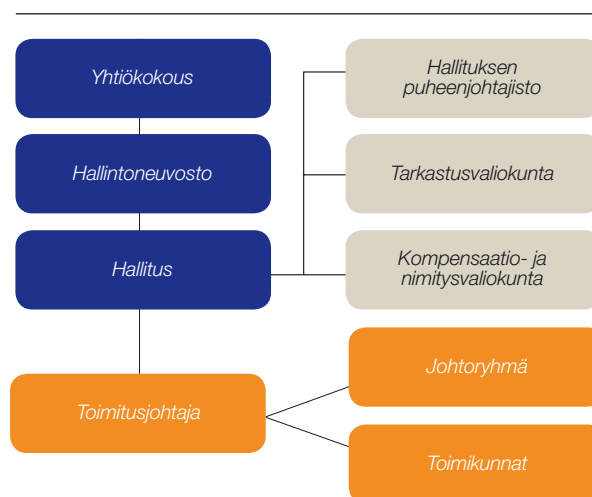 Yhtiökokous
Hallintoneuvosto
Hallitus
Toimitusjohtaja
Hallituksen
puheenjohtajisto
Tarkastusvaliokunta
Kompensaatio- ja
nimitysvaliokunta
Johtoryhmä
Toimikunnat